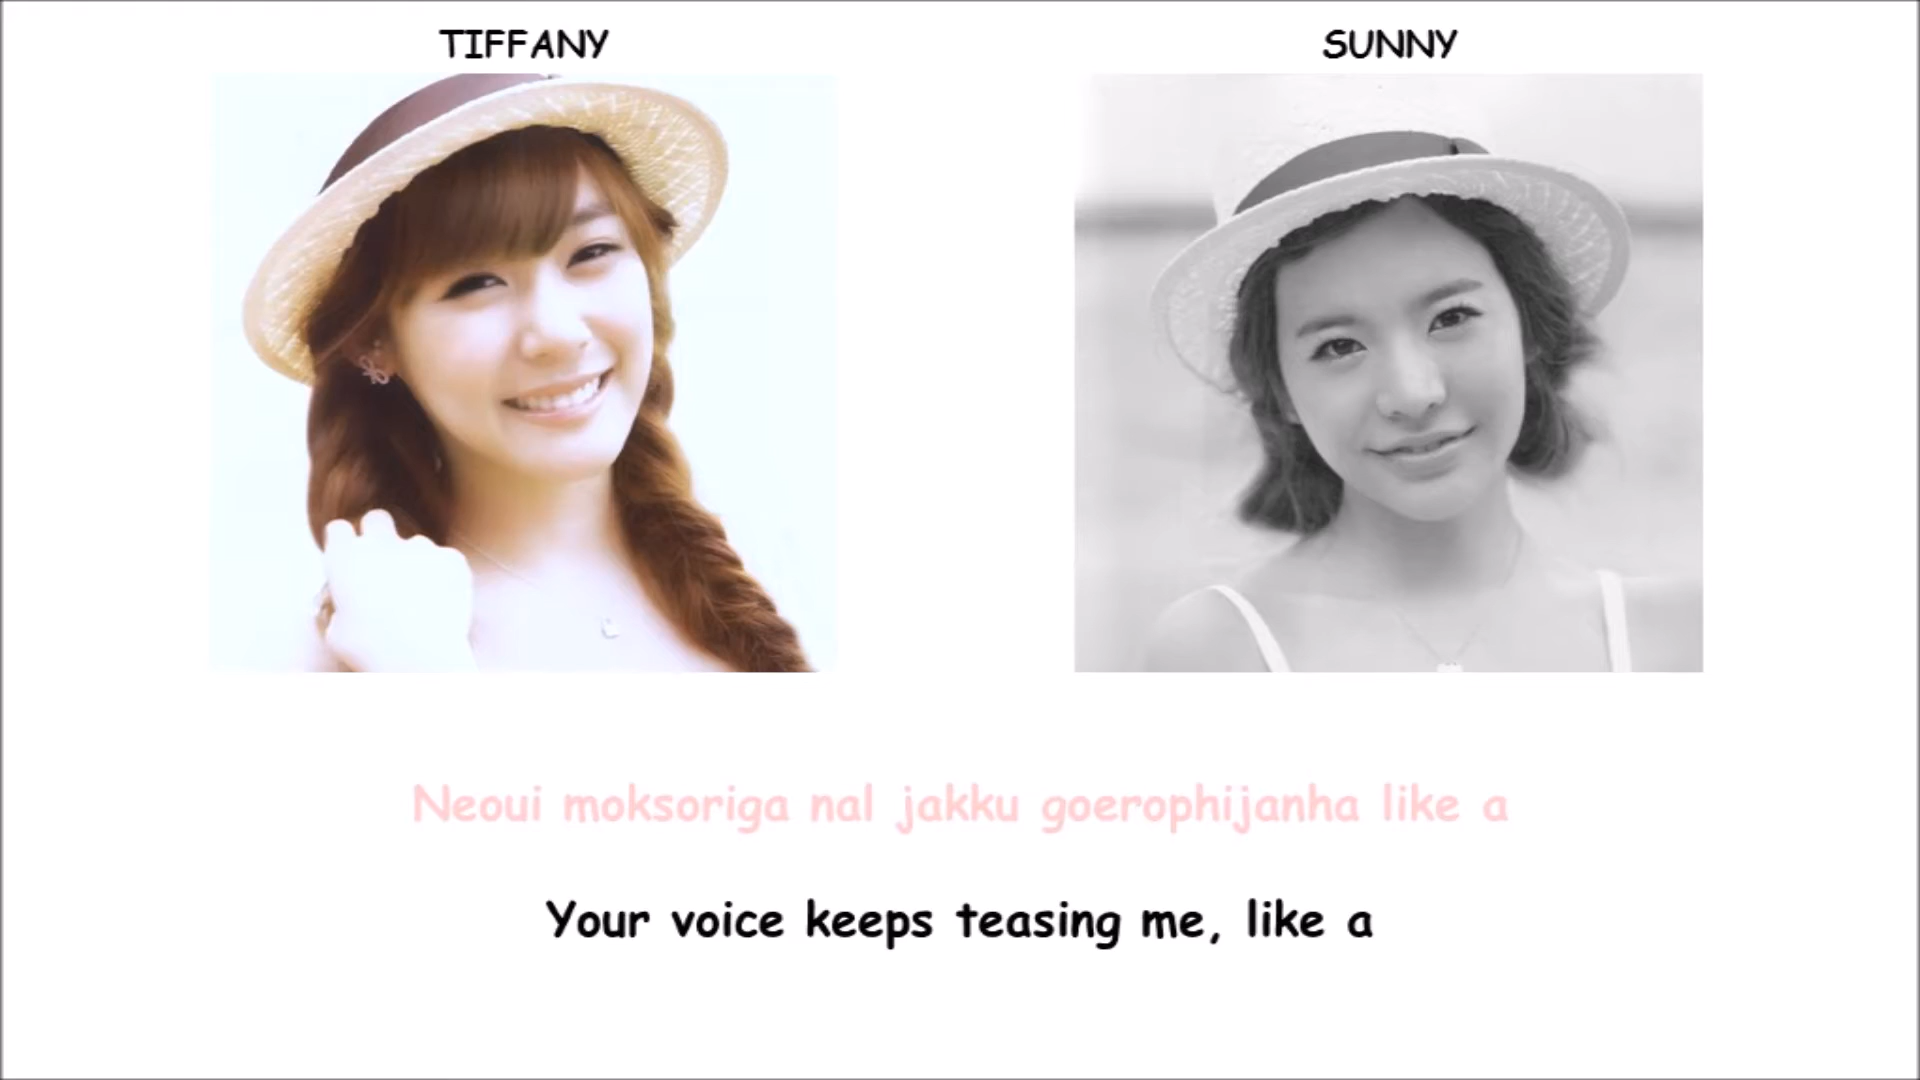 TIFFANY
SUNNY
Neoui moksoriga nal jakku goerophijanha like a
Your voice keeps teasing me, like a